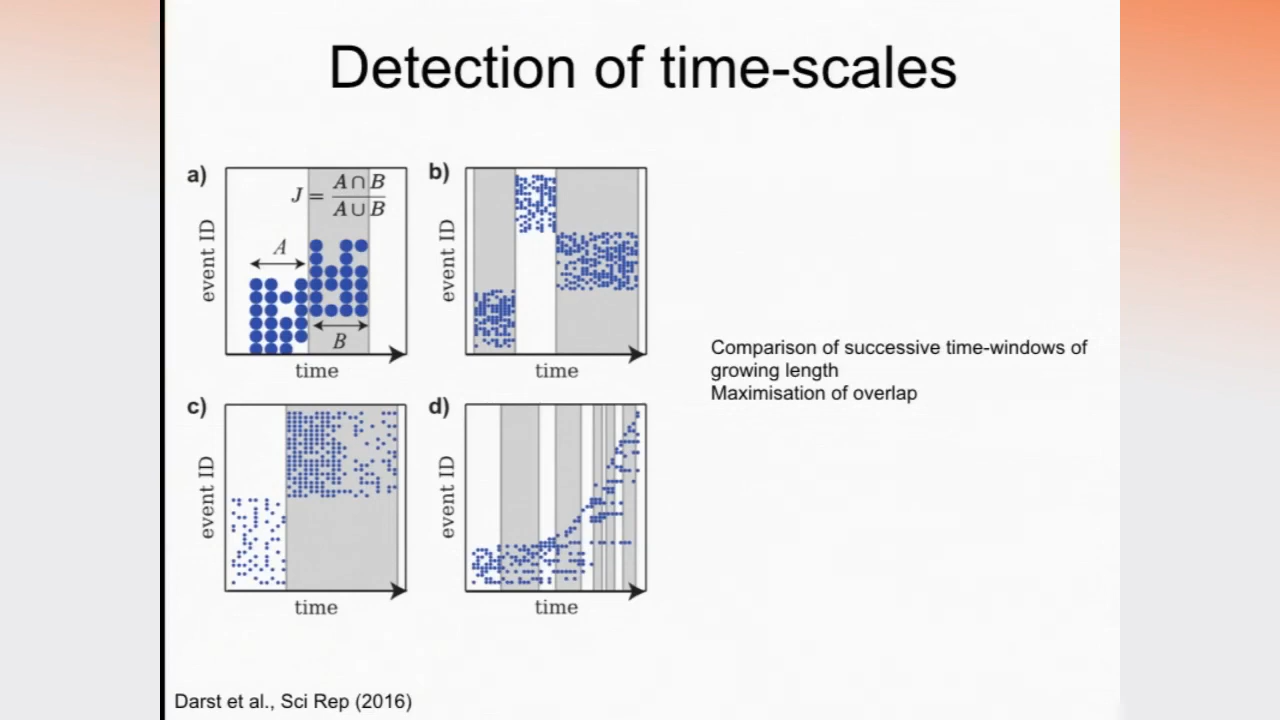 Detection of time-scales
a)
J = A ∩ B / A ∪ B
A
B
event ID
time
b)
event ID
time
c)
event ID
time
d)
event ID
time
Comparison of successive time-windows of
growing length
Maximisation of overlap
Darst et al., Sci Rep (2016)